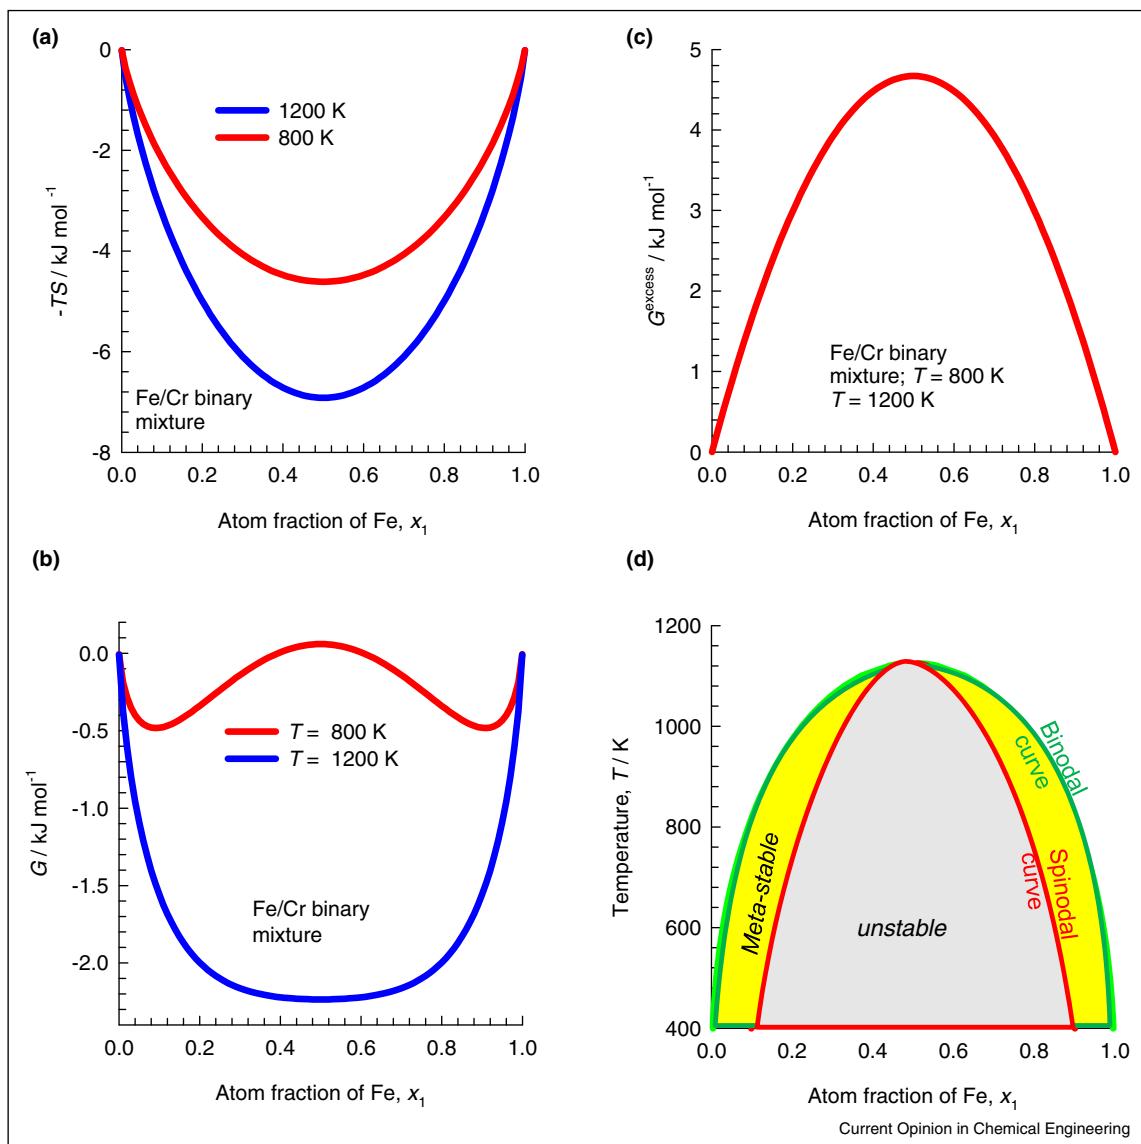 (a)
0
-2
-4
-6
-8
-TS / kJ mol -1
1200 K
800 K
Fe/Cr binary
mixture
0.0 0.2 0.4 0.6 0.8 1.0
Atom fraction of Fe, x1
(c)
5
4
3
2
1
0
Gexcess / kJ mol-1
Fe/Cr binary
mixture; T = 800 K
T = 1200 K
0.0 0.2 0.4 0.6 0.8 1.0
Atom fraction of Fe, x1
(b)
0.0
-0.5
-1.0
-1.5
-2.0
G / kJ mol-1
T = 800 K
T = 1200 K
Fe/Cr binary
mixture
0.0 0.2 0.4 0.6 0.8 1.0
Atom fraction of Fe, x1
(d)
1200
1000
800
600
400
Temperature, T / K
Binodal
curve
Spinodal
curve
Meta-stable
unstable
0.0 0.2 0.4 0.6 0.8 1.0
Atom fraction of Fe, x1
Current Opinion in Chemical Engineering